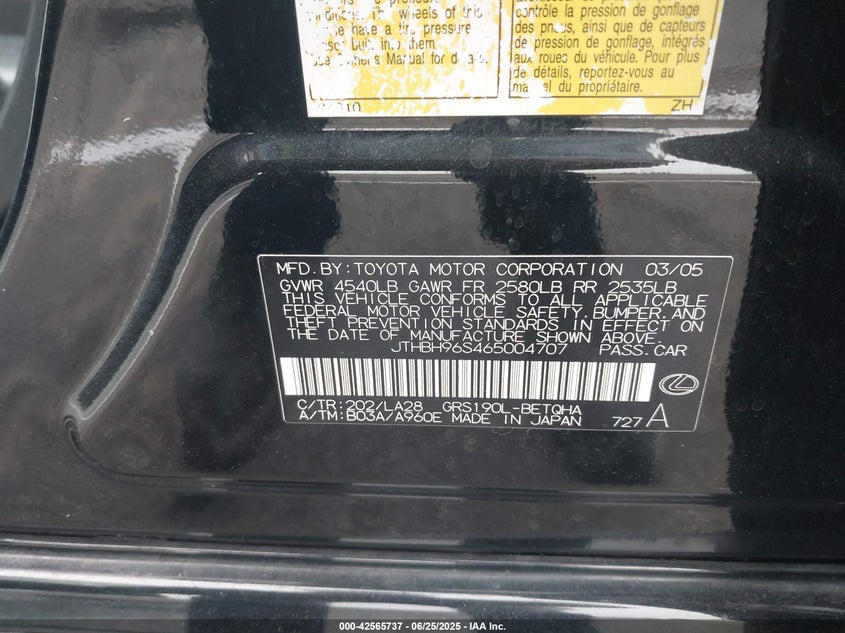 wheels of this
have a tire pressure
built into them.
Owner's Manual for details.
ZH
contrôle la pression de gonflage
des pneus, ainsi que de capteurs
de pression de gonflage, intégrés
aux roues du véhicule. Pour plus
de détails, reportez-vous au
manuel du propriétaire.
MFD.BY:TOYOTA MOTOR CORPORATION 03/05
GVWR 4540LB GAWR FR 2580LB RR 2535LB
THIS VEHICLE CONFORMS TO ALL APPLICABLE
FEDERAL MOTOR VEHICLE SAFETY,BUMPER,AND
THEFT PREVENTION STANDARDS IN EFFECT ON
THE DATE OF MANUFACTURE SHOWN ABOVE.
JTHBH96S465004707 PASS.CAR
C/TR:202/LA28 GRS190L-BETQHA
A/TM:B03A/A960E MADE IN JAPAN 727 A
000-42565737 - 06/25/2025 - IAA Inc.